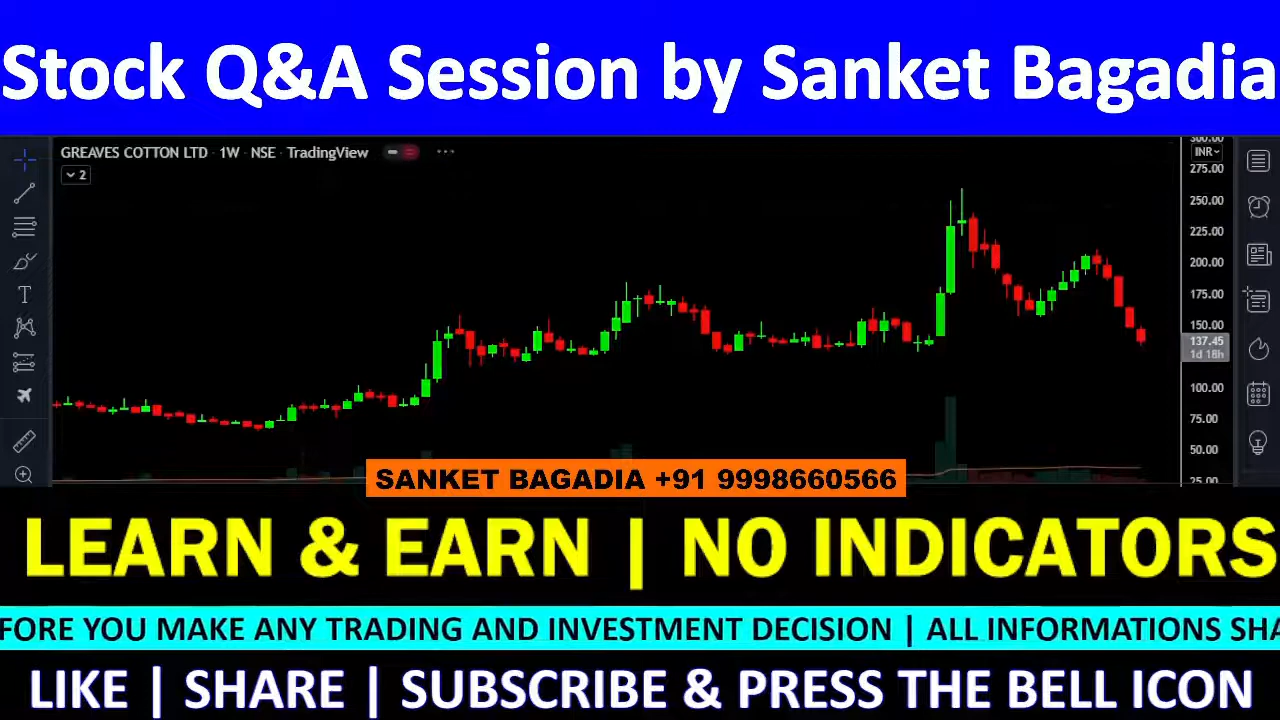 Stock Q&A Session by Sanket Bagadia
GREAVES COTTON LTD · 1W · NSE · TradingView
2
300.00
INR
275.00
250.00
225.00
200.00
175.00
150.00
137.45
1d 18h
100.00
75.00
50.00
25.00
SANKET BAGADIA +91 9998660566
LEARN & EARN | NO INDICATORS
FORE YOU MAKE ANY TRADING AND INVESTMENT DECISION | ALL INFORMATIONS SHA
LIKE | SHARE | SUBSCRIBE & PRESS THE BELL ICON